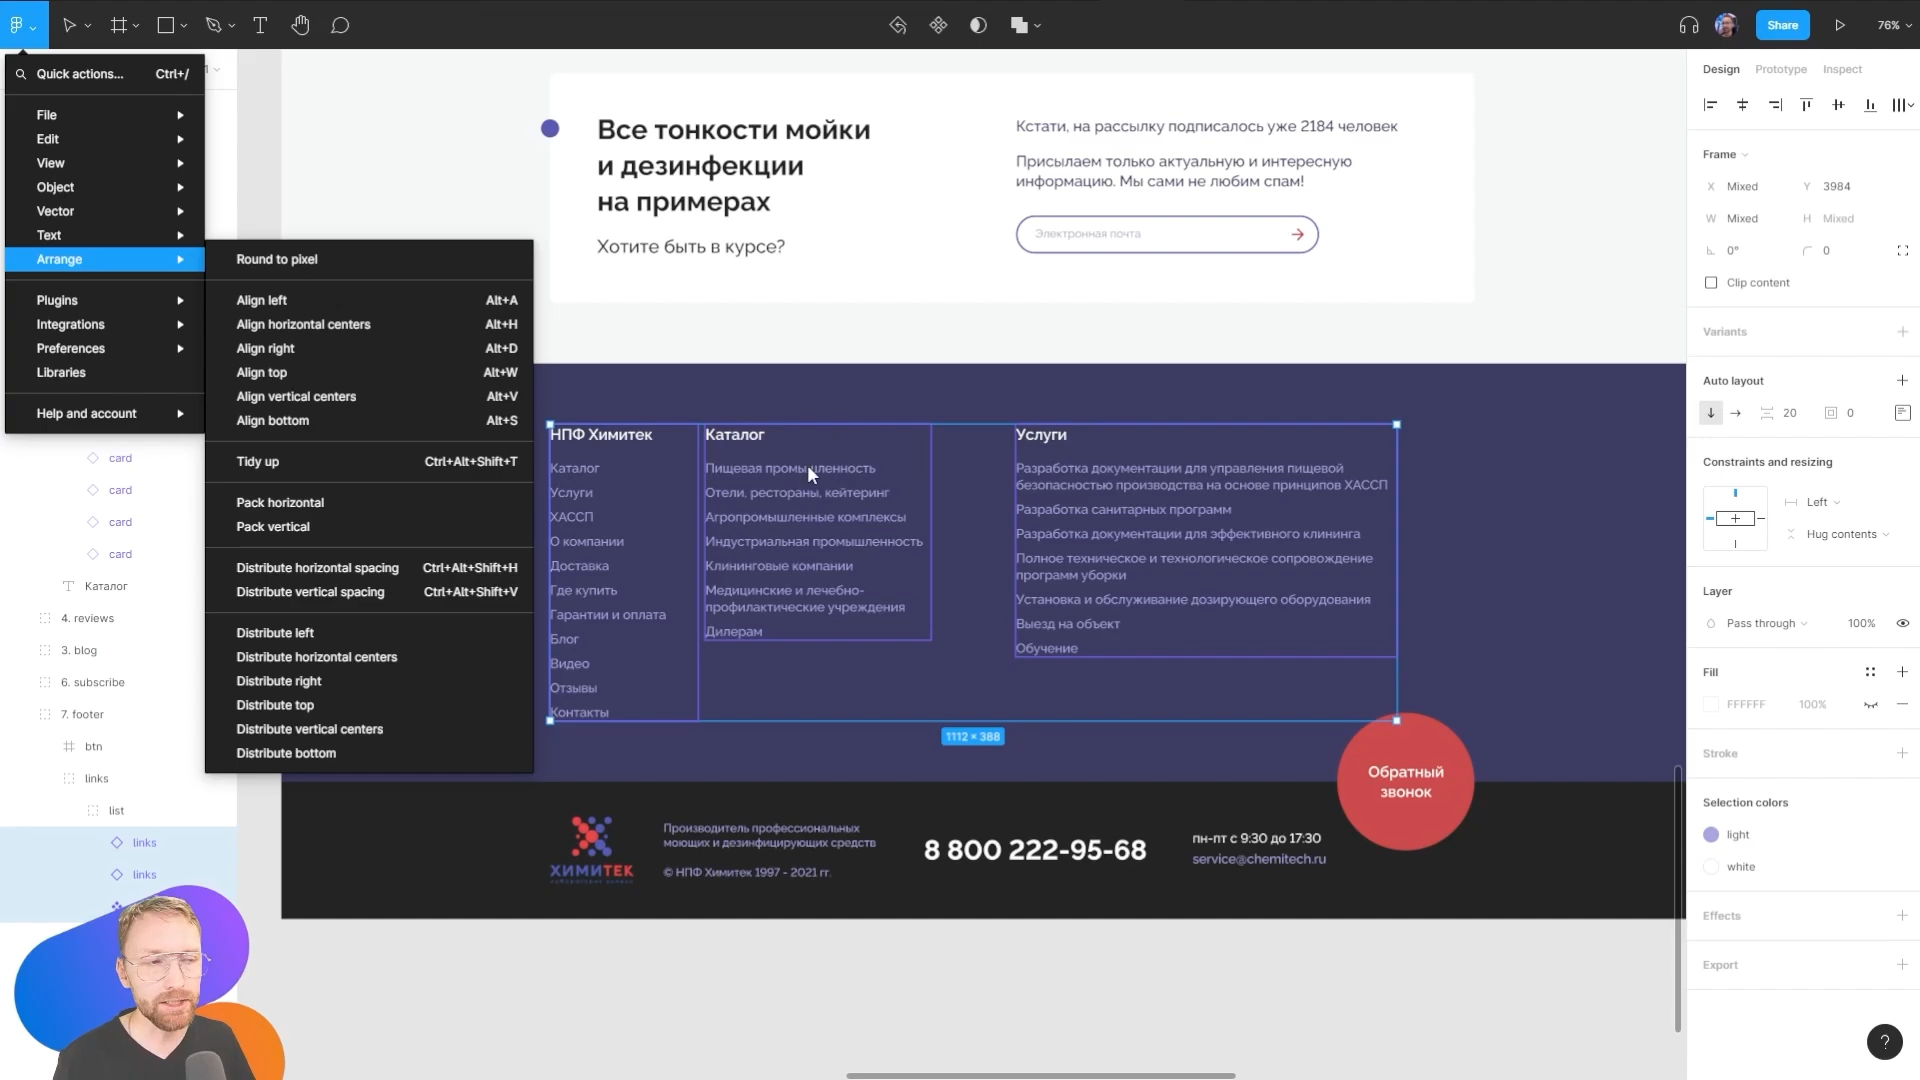 Share
76%
Quick actions...
Ctrl+/
File
Edit
View
Object
Vector
Text
Arrange
Plugins
Integrations
Preferences
Libraries
Help and account
Round to pixel
Align left
Alt+A
Align horizontal centers
Alt+H
Align right
Alt+D
Align top
Alt+W
Align vertical centers
Alt+V
Align bottom
Alt+S
Tidy up
Ctrl+Alt+Shift+T
Pack horizontal
Pack vertical
Distribute horizontal spacing
Ctrl+Alt+Shift+H
Distribute vertical spacing
Ctrl+Alt+Shift+V
Distribute left
Distribute horizontal centers
Distribute right
Distribute top
Distribute vertical centers
Distribute bottom
card
card
card
card
Каталог
4. reviews
3. blog
6. subscribe
7. footer
btn
links
list
links
links
Все тонкости мойки
и дезинфекции
на примерах
Хотите быть в курсе?
Кстати, на рассылку подписалось уже 2184 человек
Присылаем только актуальную и интересную
информацию. Мы сами не любим спам!
Электронная почта
НПФ Химитек
Каталог
Услуги
ХАССП
О компании
Доставка
Где купить
Гарантии и оплата
Блог
Видео
Отзывы
Контакты
Каталог
Пищевая промышленность
Отели, рестораны, кейтеринг
Агропромышленные комплексы
Индустриальная промышленность
Клининговые компании
Медицинские и лечебно-
профилактические учреждения
Дилерам
Услуги
Разработка документации для управления пищевой
безопасностью производства на основе принципов ХАССП
Разработка санитарных программ
Разработка документации для эффективного клининга
Полное техническое и технологическое сопровождение
программ уборки
Установка и обслуживание дозирующего оборудования
Выезд на объект
Обучение
1112 × 388
Обратный
звонок
ХИМИТЕК
Производитель профессиональных
моющих и дезинфицирующих средств
© НПФ Химитек 1997 - 2021 гг.
8 800 222-95-68
пн-пт с 9:30 до 17:30
service@chemitech.ru
Design
Prototype
Inspect
Frame
X Mixed
Y 3984
W Mixed
H Mixed
0°
0
Clip content
Variants
Auto layout
20
0
Constraints and resizing
Left
Hug contents
Layer
Pass through
100%
Fill
FFFFFF
100%
Stroke
Selection colors
light
white
Effects
Export
?